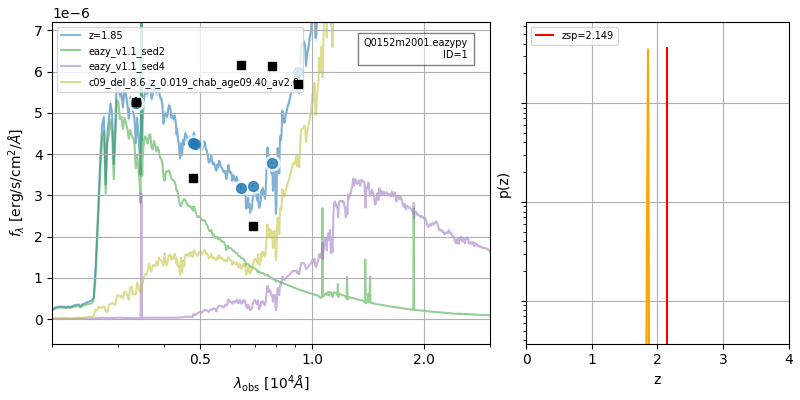 1e−6
7
6
5
4
3
2
1
0
f_λ [erg/s/cm²/Å]
z=1.85
eazy_v1.1_sed2
eazy_v1.1_sed4
c09_del_8.6_z_0.019_chab_age09.40_av2.0
Q0152m2001.eazypy
ID=1
0.5
1.0
2.0
λ_obs [10⁴Å]
zsp=2.149
p(z)
0
1
2
3
4
z